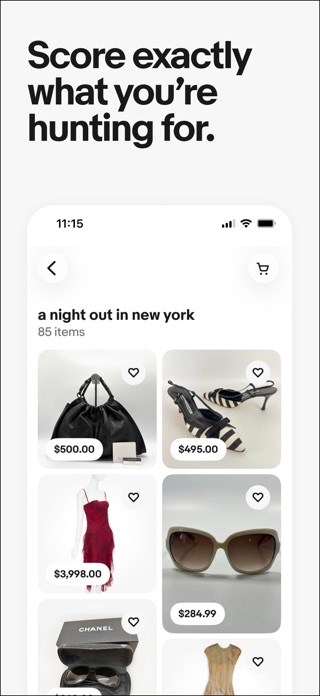 Score exactly
what you're
hunting for.
11:15
a night out in new york
85 items
$500.00
$495.00
$3,998.00
$284.99
CHANEL